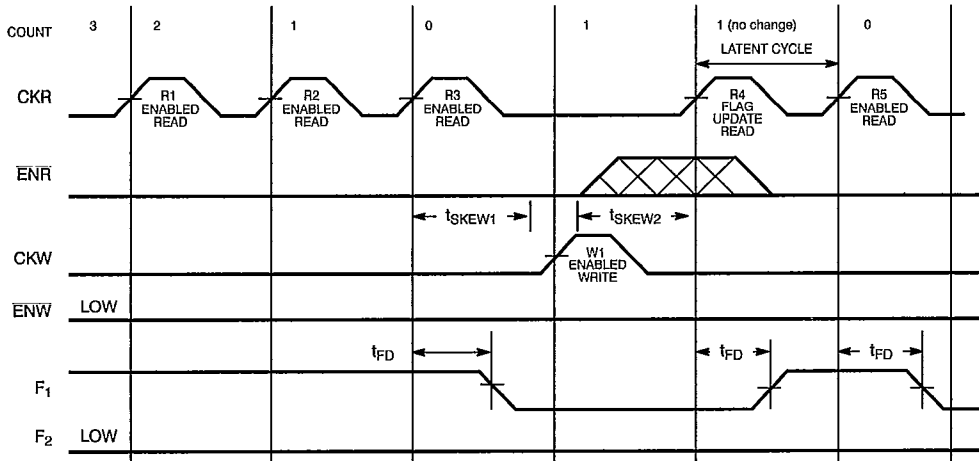 COUNT 3 2 1 0 1 1 (no change) 0
LATENT CYCLE
CKR
R1
ENABLED
READ
R2
ENABLED
READ
R3
ENABLED
READ
R4
FLAG
UPDATE
READ
R5
ENABLED
READ
ENR
tSKEW1 tSKEW2
CKW
W1
ENABLED
WRITE
ENW LOW
tFD tFD tFD
F1
F2 LOW